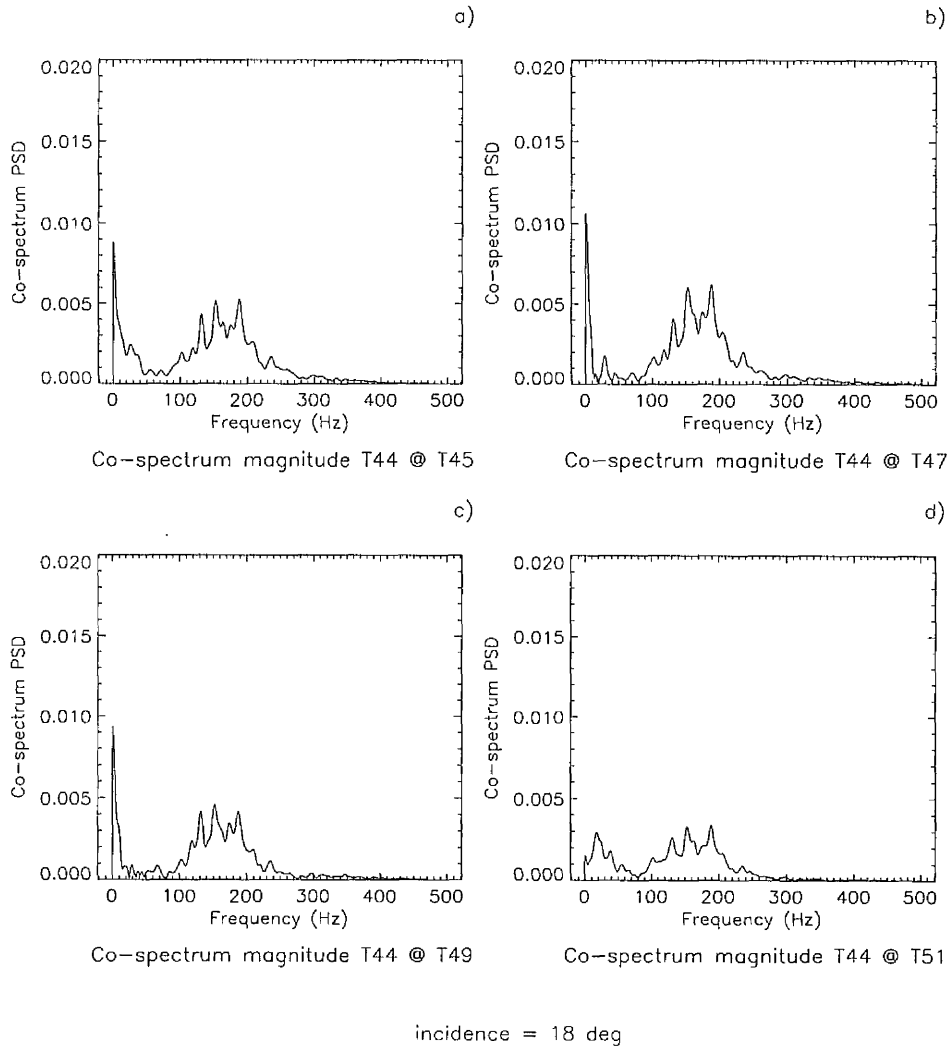 a)
Co-spectrum PSD
0.020
0.015
0.010
0.005
0.000
0 100 200 300 400 500
Frequency (Hz)
Co-spectrum magnitude T44 @ T45
b)
Co-spectrum PSD
0.020
0.015
0.010
0.005
0.000
0 100 200 300 400 500
Frequency (Hz)
Co-spectrum magnitude T44 @ T47
c)
Co-spectrum PSD
0.020
0.015
0.010
0.005
0.000
0 100 200 300 400 500
Frequency (Hz)
Co-spectrum magnitude T44 @ T49
d)
Co-spectrum PSD
0.020
0.015
0.010
0.005
0.000
0 100 200 300 400 500
Frequency (Hz)
Co-spectrum magnitude T44 @ T51
incidence = 18 deg